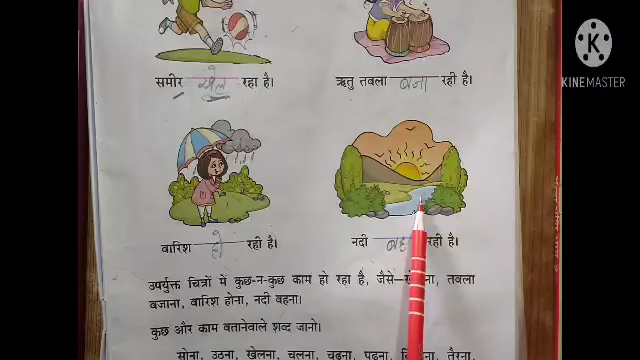 KINEMASTER
समीर खेल रहा है।
ऋतु तबला बजा रही है।
बारिश हो रही है।
नदी बह रही है।
उपर्युक्त चित्रों में कुछ-न-कुछ काम हो रहा है, जैसे— तबला
बजाना, बारिश होना, नदी बहना।
कुछ और काम बतानेवाले शब्द जानो।
सोना, उठना, खेलना, चलना, चढ़ना, पढ़ना, तैरना,